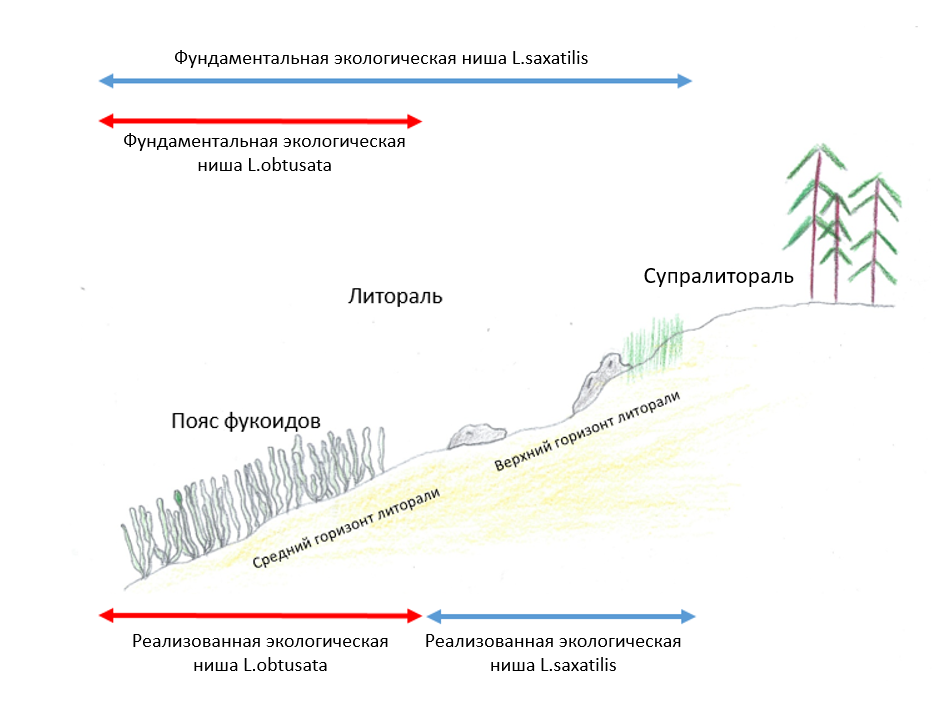 Фундаментальная экологическая ниша L.saxatilis
Фундаментальная экологическая
ниша L.obtusata
Супралитораль
Литораль
Пояс фукоидов
Верхний горизонт литорали
Средний горизонт литорали
Реализованная экологическая
ниша L.obtusata
Реализованная экологическая
ниша L.saxatilis